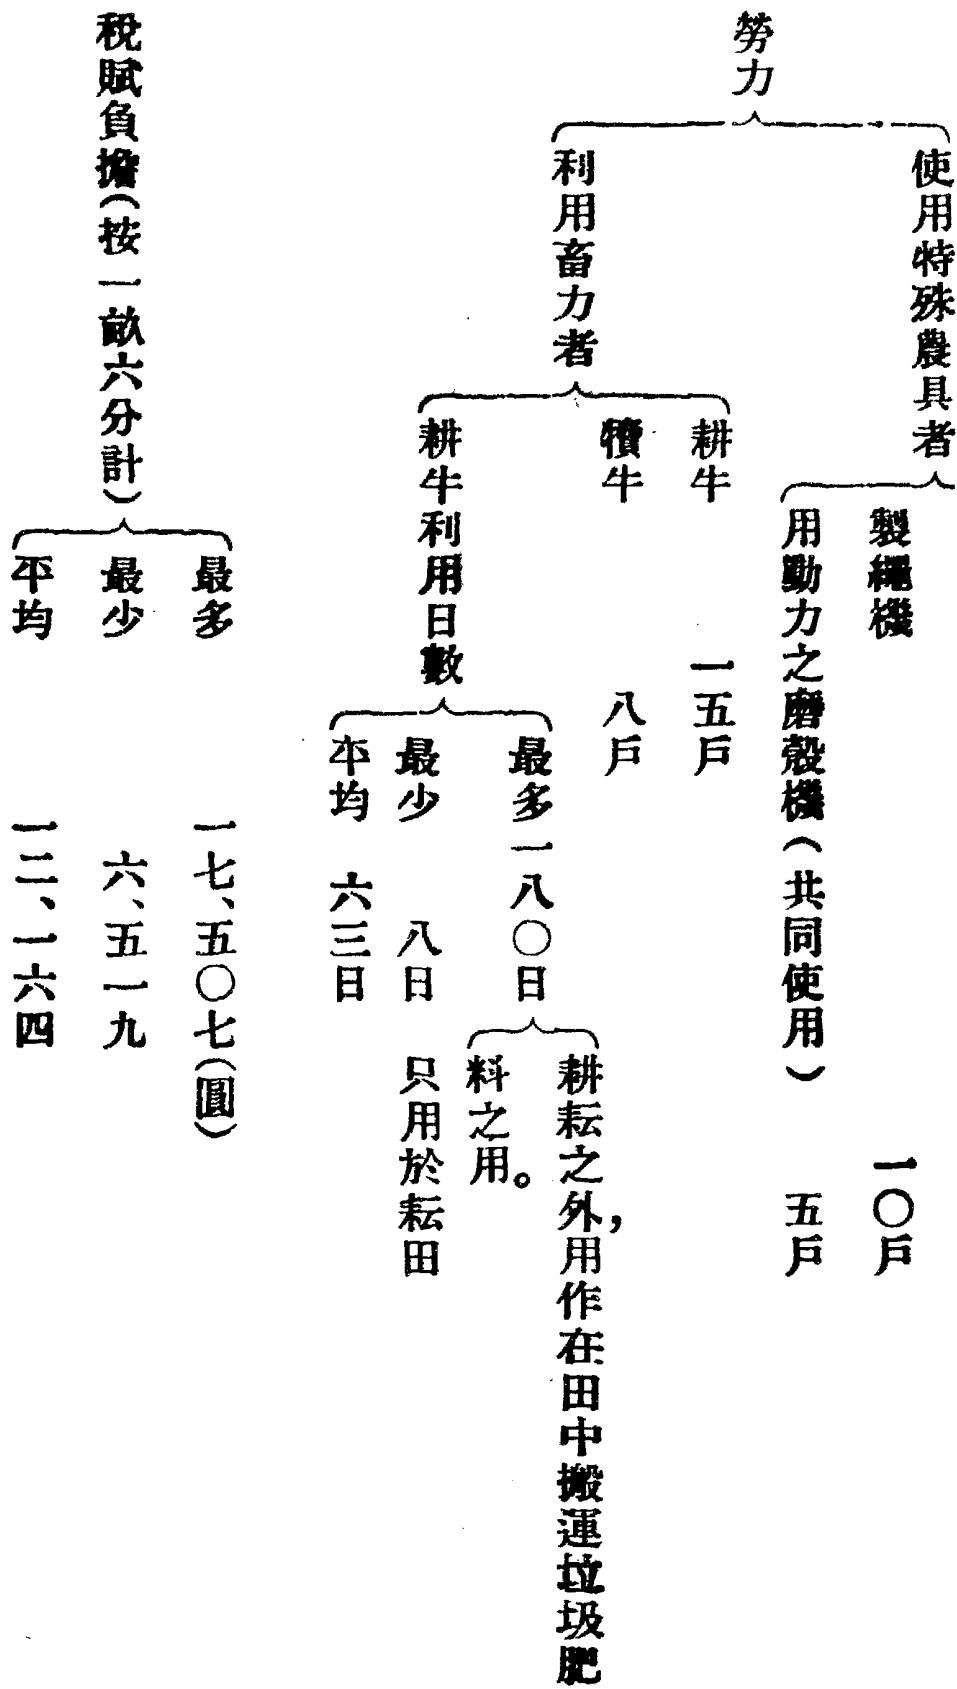 勞力
使用特殊農具者
製繩機　一〇戶
用動力之磨殼機（共同使用）　五戶
利用畜力者
耕牛　一五戶
犢牛　八戶
耕牛利用日數
最多一八〇日
耕耘之外，用作在田中搬運垃圾肥
料之用。
最少　八日　只用於耘田
平均　六三日
稅賦負擔（按一畝六分計）
最多　一七、五〇七（圓）
最少　六、五一九
平均　一二、一六四